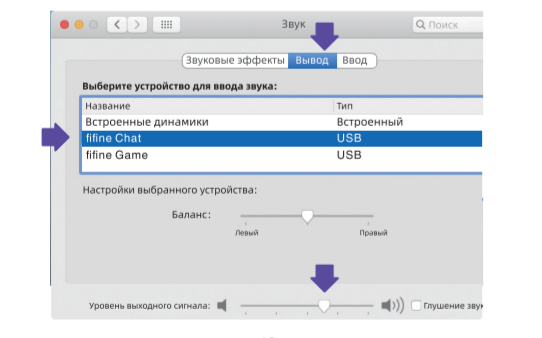 Звук
Поиск
Звуковые эффекты Вывод Ввод
Выберите устройство для ввода звука:
Название Тип
Встроенные динамики Встроенный
fifine Chat USB
fifine Game USB
Настройки выбранного устройства:
Баланс:
Левый Правый
Уровень выходного сигнала: Глушение зву